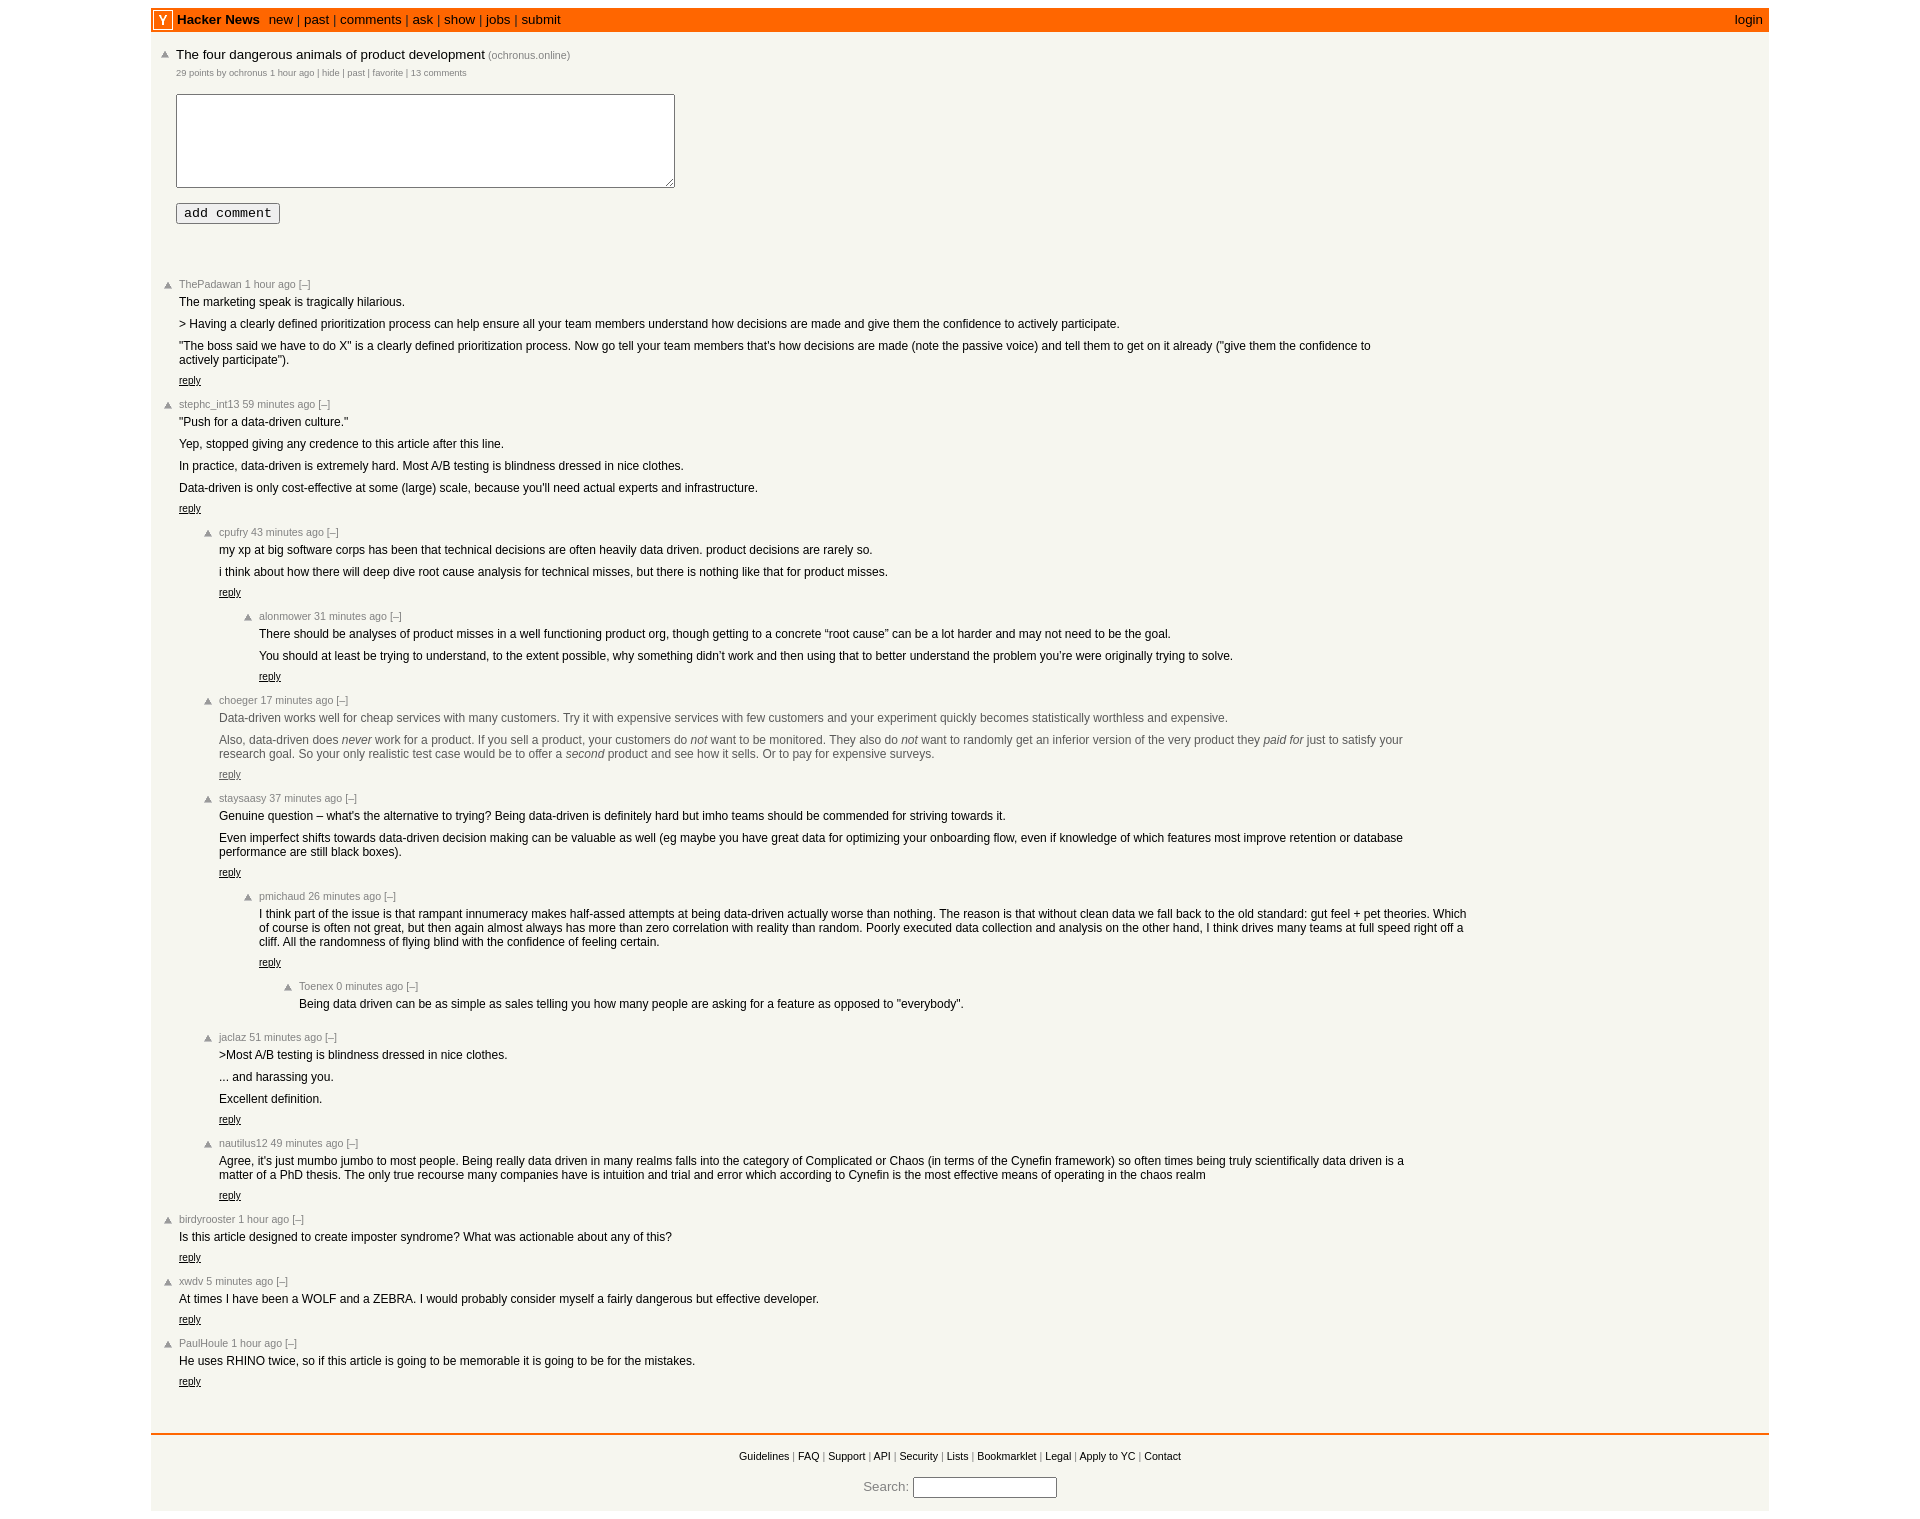 Y Hacker News new | past | comments | ask | show | jobs | submit login
The four dangerous animals of product development (ochronus.online)
29 points by ochronus 1 hour ago | hide | past | favorite | 13 comments
add comment
ThePadawan 1 hour ago [–]
The marketing speak is tragically hilarious.
> Having a clearly defined prioritization process can help ensure all your team members understand how decisions are made and give them the confidence to actively participate.
"The boss said we have to do X" is a clearly defined prioritization process. Now go tell your team members that's how decisions are made (note the passive voice) and tell them to get on it already ("give them the confidence to
actively participate").
reply
stephc_int13 59 minutes ago [–]
"Push for a data-driven culture."
Yep, stopped giving any credence to this article after this line.
In practice, data-driven is extremely hard. Most A/B testing is blindness dressed in nice clothes.
Data-driven is only cost-effective at some (large) scale, because you'll need actual experts and infrastructure.
reply
cpufry 43 minutes ago [–]
my xp at big software corps has been that technical decisions are often heavily data driven. product decisions are rarely so.
i think about how there will deep dive root cause analysis for technical misses, but there is nothing like that for product misses.
reply
alonmower 31 minutes ago [–]
There should be analyses of product misses in a well functioning product org, though getting to a concrete “root cause” can be a lot harder and may not need to be the goal.
You should at least be trying to understand, to the extent possible, why something didn’t work and then using that to better understand the problem you’re were originally trying to solve.
reply
choeger 17 minutes ago [–]
Data-driven works well for cheap services with many customers. Try it with expensive services with few customers and your experiment quickly becomes statistically worthless and expensive.
Also, data-driven does never work for a product. If you sell a product, your customers do not want to be monitored. They also do not want to randomly get an inferior version of the very product they paid for just to satisfy your
research goal. So your only realistic test case would be to offer a second product and see how it sells. Or to pay for expensive surveys.
reply
staysaasy 37 minutes ago [–]
Genuine question – what's the alternative to trying? Being data-driven is definitely hard but imho teams should be commended for striving towards it.
Even imperfect shifts towards data-driven decision making can be valuable as well (eg maybe you have great data for optimizing your onboarding flow, even if knowledge of which features most improve retention or database
performance are still black boxes).
reply
pmichaud 26 minutes ago [–]
I think part of the issue is that rampant innumeracy makes half-assed attempts at being data-driven actually worse than nothing. The reason is that without clean data we fall back to the old standard: gut feel + pet theories. Which
of course is often not great, but then again almost always has more than zero correlation with reality than random. Poorly executed data collection and analysis on the other hand, I think drives many teams at full speed right off a
cliff. All the randomness of flying blind with the confidence of feeling certain.
reply
Toenex 0 minutes ago [–]
Being data driven can be as simple as sales telling you how many people are asking for a feature as opposed to "everybody".
jaclaz 51 minutes ago [–]
>Most A/B testing is blindness dressed in nice clothes.
... and harassing you.
Excellent definition.
reply
nautilus12 49 minutes ago [–]
Agree, it's just mumbo jumbo to most people. Being really data driven in many realms falls into the category of Complicated or Chaos (in terms of the Cynefin framework) so often times being truly scientifically data driven is a
matter of a PhD thesis. The only true recourse many companies have is intuition and trial and error which according to Cynefin is the most effective means of operating in the chaos realm
reply
birdyrooster 1 hour ago [–]
Is this article designed to create imposter syndrome? What was actionable about any of this?
reply
xwdv 5 minutes ago [–]
At times I have been a WOLF and a ZEBRA. I would probably consider myself a fairly dangerous but effective developer.
reply
PaulHoule 1 hour ago [–]
He uses RHINO twice, so if this article is going to be memorable it is going to be for the mistakes.
reply
Guidelines | FAQ | Support | API | Security | Lists | Bookmarklet | Legal | Apply to YC | Contact
Search: